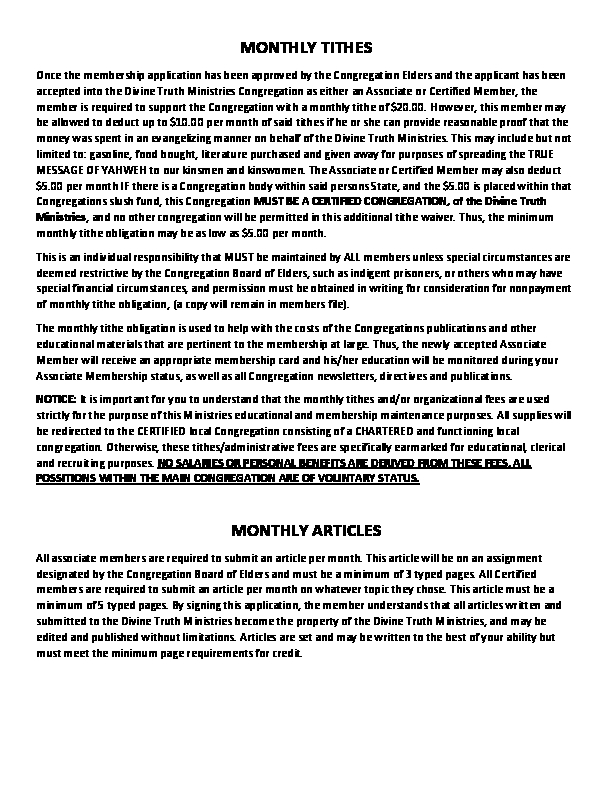 MONTHLY TITHES
Once the membership application has been approved by the Congregation Elders and the applicant has been
accepted into the Divine Truth Ministries Congregation as either an Associate or Certified Member, the
member is required to support the Congregation with a monthly tithe of $20.00. However, this member may
be allowed to deduct up to $10.00 per month of said tithes if he or she can provide reasonable proof that the
money was spent in an evangelizing manner on behalf of the Divine Truth Ministries. This may include but not
limited to: gasoline, food bought, literature purchased and given away for purposes of spreading the TRUE
MESSAGE OF YAHWEH to our kinsmen and kinswomen. The Associate or Certified Member may also deduct
$5.00 per month IF there is a Congregation body within said persons State, and the $5.00 is placed within that
Congregations slush fund, this Congregation MUST BE A CERTIFIED CONGREGATION, of the Divine Truth
Ministries, and no other congregation will be permitted in this additional tithe waiver. Thus, the minimum
monthly tithe obligation may be as low as $5.00 per month.
This is an individual responsibility that MUST be maintained by ALL members unless special circumstances are
deemed restrictive by the Congregation Board of Elders, such as indigent prisoners, or others who may have
special financial circumstances, and permission must be obtained in writing for consideration for nonpayment
of monthly tithe obligation, (a copy will remain in members file).
The monthly tithe obligation is used to help with the costs of the Congregations publications and other
educational materials that are pertinent to the membership at large. Thus, the newly accepted Associate
Member will receive an appropriate membership card and his/her education will be monitored during your
Associate Membership status, as well as all Congregation newsletters, directives and publications.
NOTICE: It is important for you to understand that the monthly tithes and/or organizational fees are used
strictly for the purpose of this Ministries educational and membership maintenance purposes. All supplies will
be redirected to the CERTIFIED local Congregation consisting of a CHARTERED and functioning local
congregation. Otherwise, these tithes/administrative fees are specifically earmarked for educational, clerical
and recruiting purposes. NO SALARIES OR PERSONAL BENEFITS ARE DERIVED FROM THESE FEES, ALL
POSSITIONS WITHIN THE MAIN CONGREGATION ARE OF VOLUNTARY STATUS.
MONTHLY ARTICLES
All associate members are required to submit an article per month. This article will be on an assignment
designated by the Congregation Board of Elders and must be a minimum of 3 typed pages. All Certified
members are required to submit an article per month on whatever topic they chose. This article must be a
minimum of 5 typed pages. By signing this application, the member understands that all articles written and
submitted to the Divine Truth Ministries become the property of the Divine Truth Ministries, and may be
edited and published without limitations. Articles are set and may be written to the best of your ability but
must meet the minimum page requirements for credit.